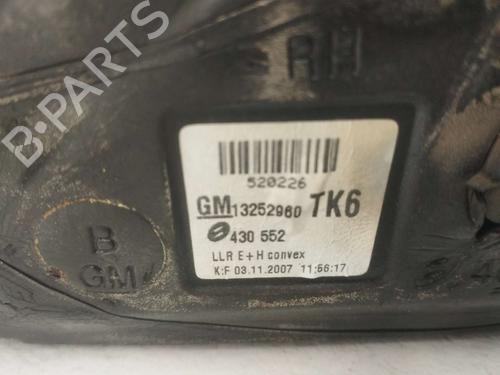 RH
520226
GM 13252960 TK6
430 552
LLR E+H convex
K:F 03.11.2007 11:56:17
B
GM
B-PARTS